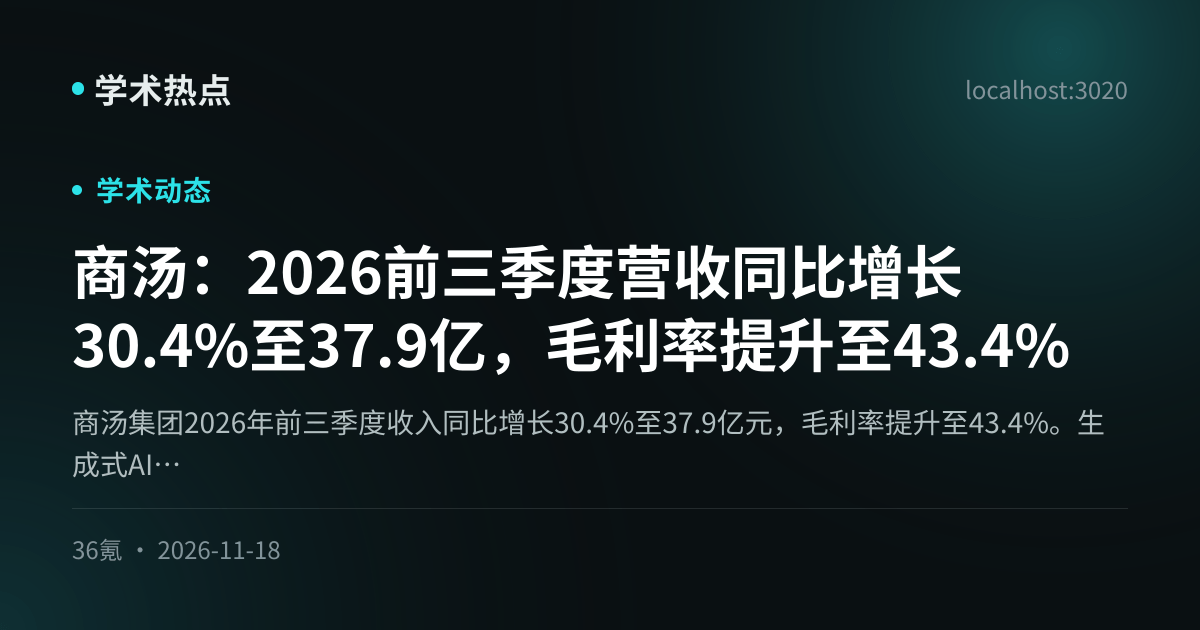 学术热点
localhost:3020
学术动态
商汤：2026前三季度营收同比增长
30.4%至37.9亿，毛利率提升至43.4%
商汤集团2026年前三季度收入同比增长30.4%至37.9亿元，毛利率提升至43.4%。生
成式AI…
36氪 · 2026-11-18